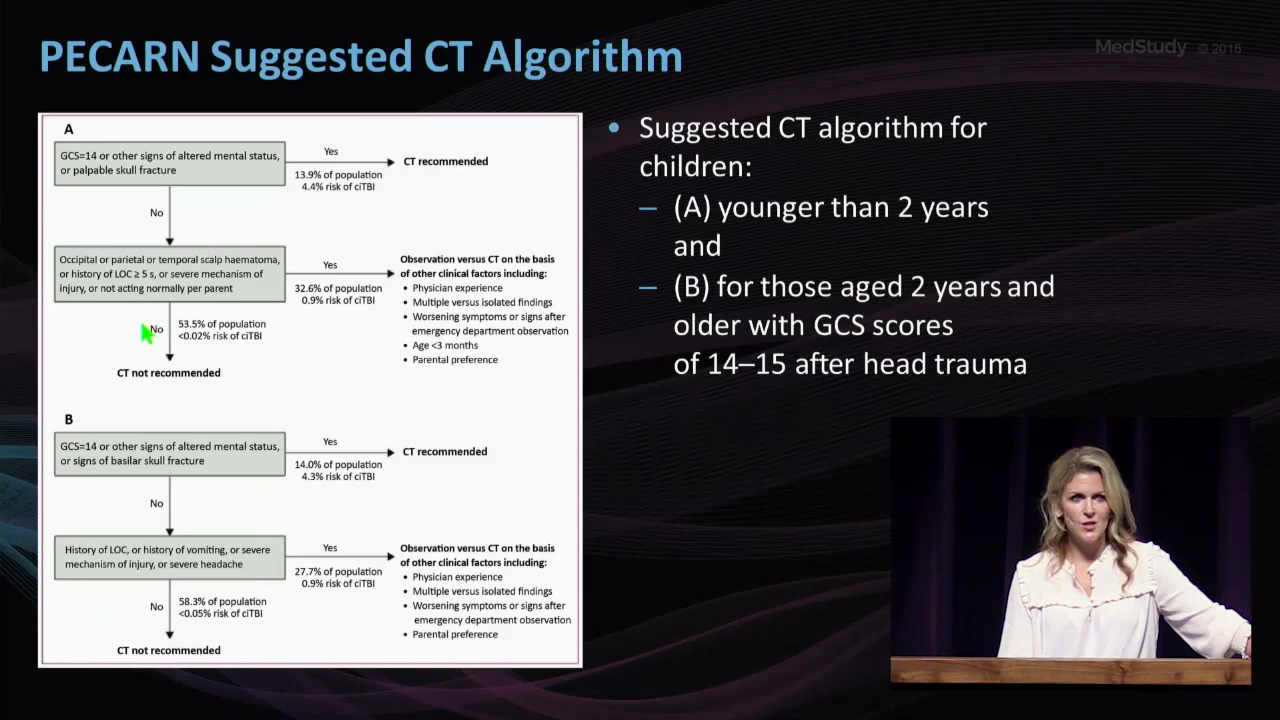 PECARN Suggested CT Algorithm
MedStudy © 2018
A
GCS=14 or other signs of altered mental status,
or palpable skull fracture
Yes
13.9% of population
4.4% risk of ciTBI
CT recommended
No
Occipital or parietal or temporal scalp haematoma,
or history of LOC ≥ 5 s, or severe mechanism of
injury, or not acting normally per parent
Yes
32.6% of population
0.9% risk of ciTBI
Observation versus CT on the basis
of other clinical factors including:
• Physician experience
• Multiple versus isolated findings
• Worsening symptoms or signs after
emergency department observation
• Age <3 months
• Parental preference
No
53.5% of population
<0.02% risk of ciTBI
CT not recommended
B
GCS=14 or other signs of altered mental status,
or signs of basilar skull fracture
Yes
14.0% of population
4.3% risk of ciTBI
CT recommended
No
History of LOC, or history of vomiting, or severe
mechanism of injury, or severe headache
Yes
27.7% of population
0.9% risk of ciTBI
Observation versus CT on the basis
of other clinical factors including:
• Physician experience
• Multiple versus isolated findings
• Worsening symptoms or signs after
emergency department observation
• Parental preference
No
58.3% of population
<0.05% risk of ciTBI
CT not recommended
• Suggested CT algorithm for
children:
– (A) younger than 2 years
and
– (B) for those aged 2 years and
older with GCS scores
of 14–15 after head trauma